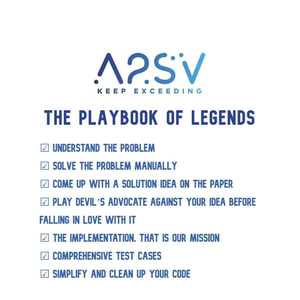 APSV
KEEP EXCEEDING
THE PLAYBOOK OF LEGENDS
☑ UNDERSTAND THE PROBLEM
☑ SOLVE THE PROBLEM MANUALLY
☑ COME UP WITH A SOLUTION IDEA ON THE PAPER
☑ PLAY DEVIL'S ADVOCATE AGAINST YOUR IDEA BEFORE
FALLING IN LOVE WITH IT
☑ THE IMPLEMENTATION. THAT IS OUR MISSION
☑ COMPREHENSIVE TEST CASES
☑ SIMPLIFY AND CLEAN UP YOUR CODE